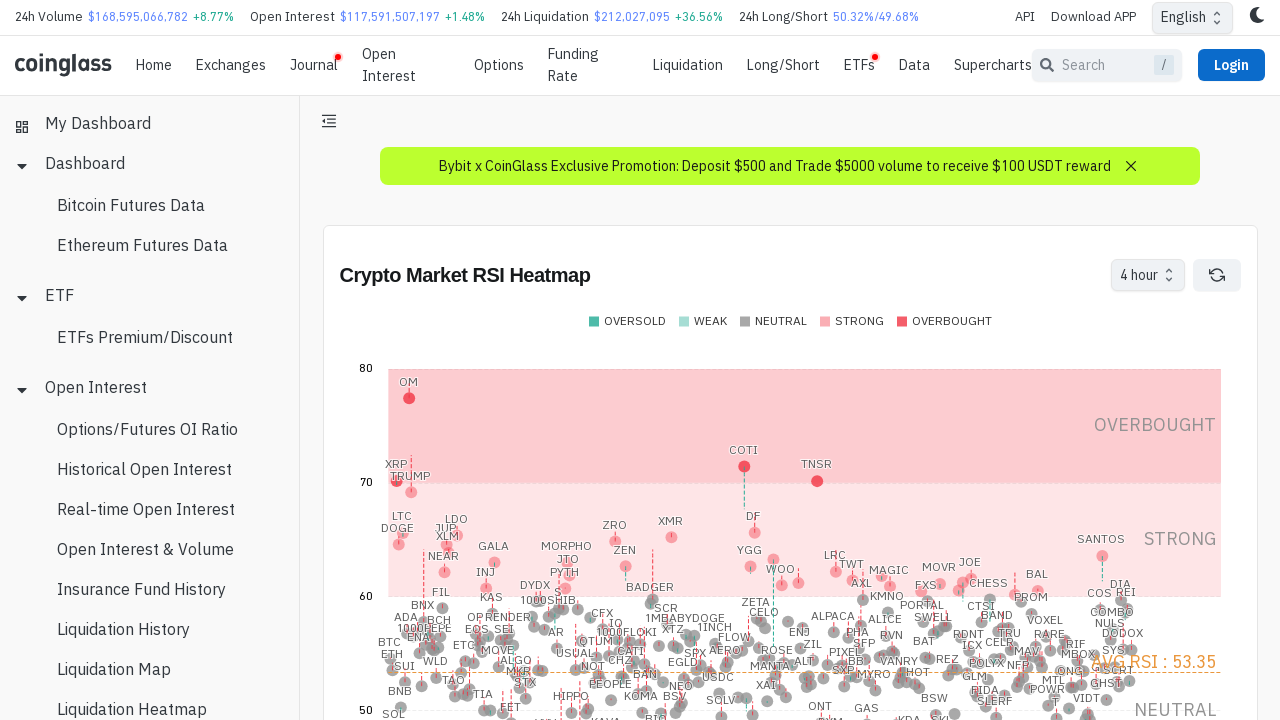 24h Volume $168,595,066,782 +8.77% Open Interest $117,591,507,197 +1.48% 24h Liquidation $212,027,095 +36.56% 24h Long/Short 50.32%/49.68% API Download APP English
coinglass Home Exchanges Journal Open Interest Options Funding Rate Liquidation Long/Short ETFs Data Supercharts Search / Login
My Dashboard
Dashboard
Bitcoin Futures Data
Ethereum Futures Data
ETF
ETFs Premium/Discount
Open Interest
Options/Futures OI Ratio
Historical Open Interest
Real-time Open Interest
Open Interest & Volume
Insurance Fund History
Liquidation History
Liquidation Map
Liquidation Heatmap
Bybit x CoinGlass Exclusive Promotion: Deposit $500 and Trade $5000 volume to receive $100 USDT reward
Crypto Market RSI Heatmap
4 hour
OVERSOLD WEAK NEUTRAL STRONG OVERBOUGHT
80
OM
OVERBOUGHT
COTI
XRP TNSR
TRUMP
70
LTC LDO DF
DOGE JUP ZRO XMR
XLM SANTOS STRONG
GALA MORPHO ZEN YGG
NEAR JTO LRC JOE
INJ PYTH WOO TWT MAGIC MOVR BAL
DYDX BADGER AXL FXS CHESS DIA
FIL KAS S KMNO PROM COS REI
60
BNX 1000SHIB SCR ZETA PORTAL CTSI
ADA BCH OP RENDER CFX 1MBABYDOGE CELO ALPACA ALICE SWELL BAND VOXEL COMBO
1000PEPE EOS SEI AR IO 1000FLOKI XTZ 1INCH ENJ PHA RVN RDNT TRU RARE NULS DODOX
BTC ENA ETC MOVE OTUM CATI FLOW ZIL SFP BAT ICX CELR RIF SYS
ETH WLD ALGO USUAL CHZ SPX AERO ROSE PIXEL BB VANRY REZ POLYX MAV MBOX
SUI MKR NOT EGLD MANTA ALT SXP HOT NFP ONG SCRT AVG RSI : 53.35
TAO STX PEOPLE BAN USDC MYRO GLM MTL GHST
BNB TIA HIPPO KOMA NEO XAI BSW PIDA POWR VIDT
FET BSV SQLV ONT GAS SLERF T NEUTRAL
50 SOL